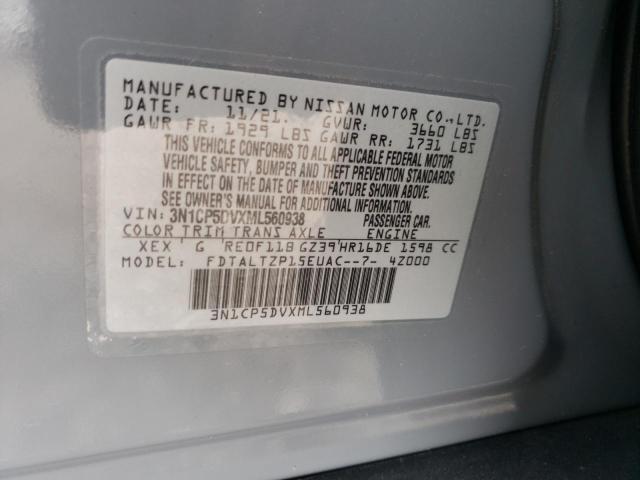 MANUFACTURED BY NISSAN MOTOR CO.,LTD.
DATE: 11/21. GVWR: 3660 LBS
GAWR FR: 1929 LBS GAWR RR: 1731 LBS
THIS VEHICLE CONFORMS TO ALL APPLICABLE FEDERAL MOTOR
VEHICLE SAFETY, BUMPER AND THEFT PREVENTION STANDARDS
IN EFFECT ON THE DATE OF MANUFACTURE SHOWN ABOVE.
SEE OWNER'S MANUAL FOR ADDITIONAL INFORMATION.
VIN: 3N1CP5DVXML560938 PASSENGER CAR.
COLOR TRIM TRANS AXLE ENGINE
XEX G RE0F11B GZ39 HR16DE 1598 CC
MODEL: FDTALTZP15EUAC--7- 42000
3N1CP5DVXML560938